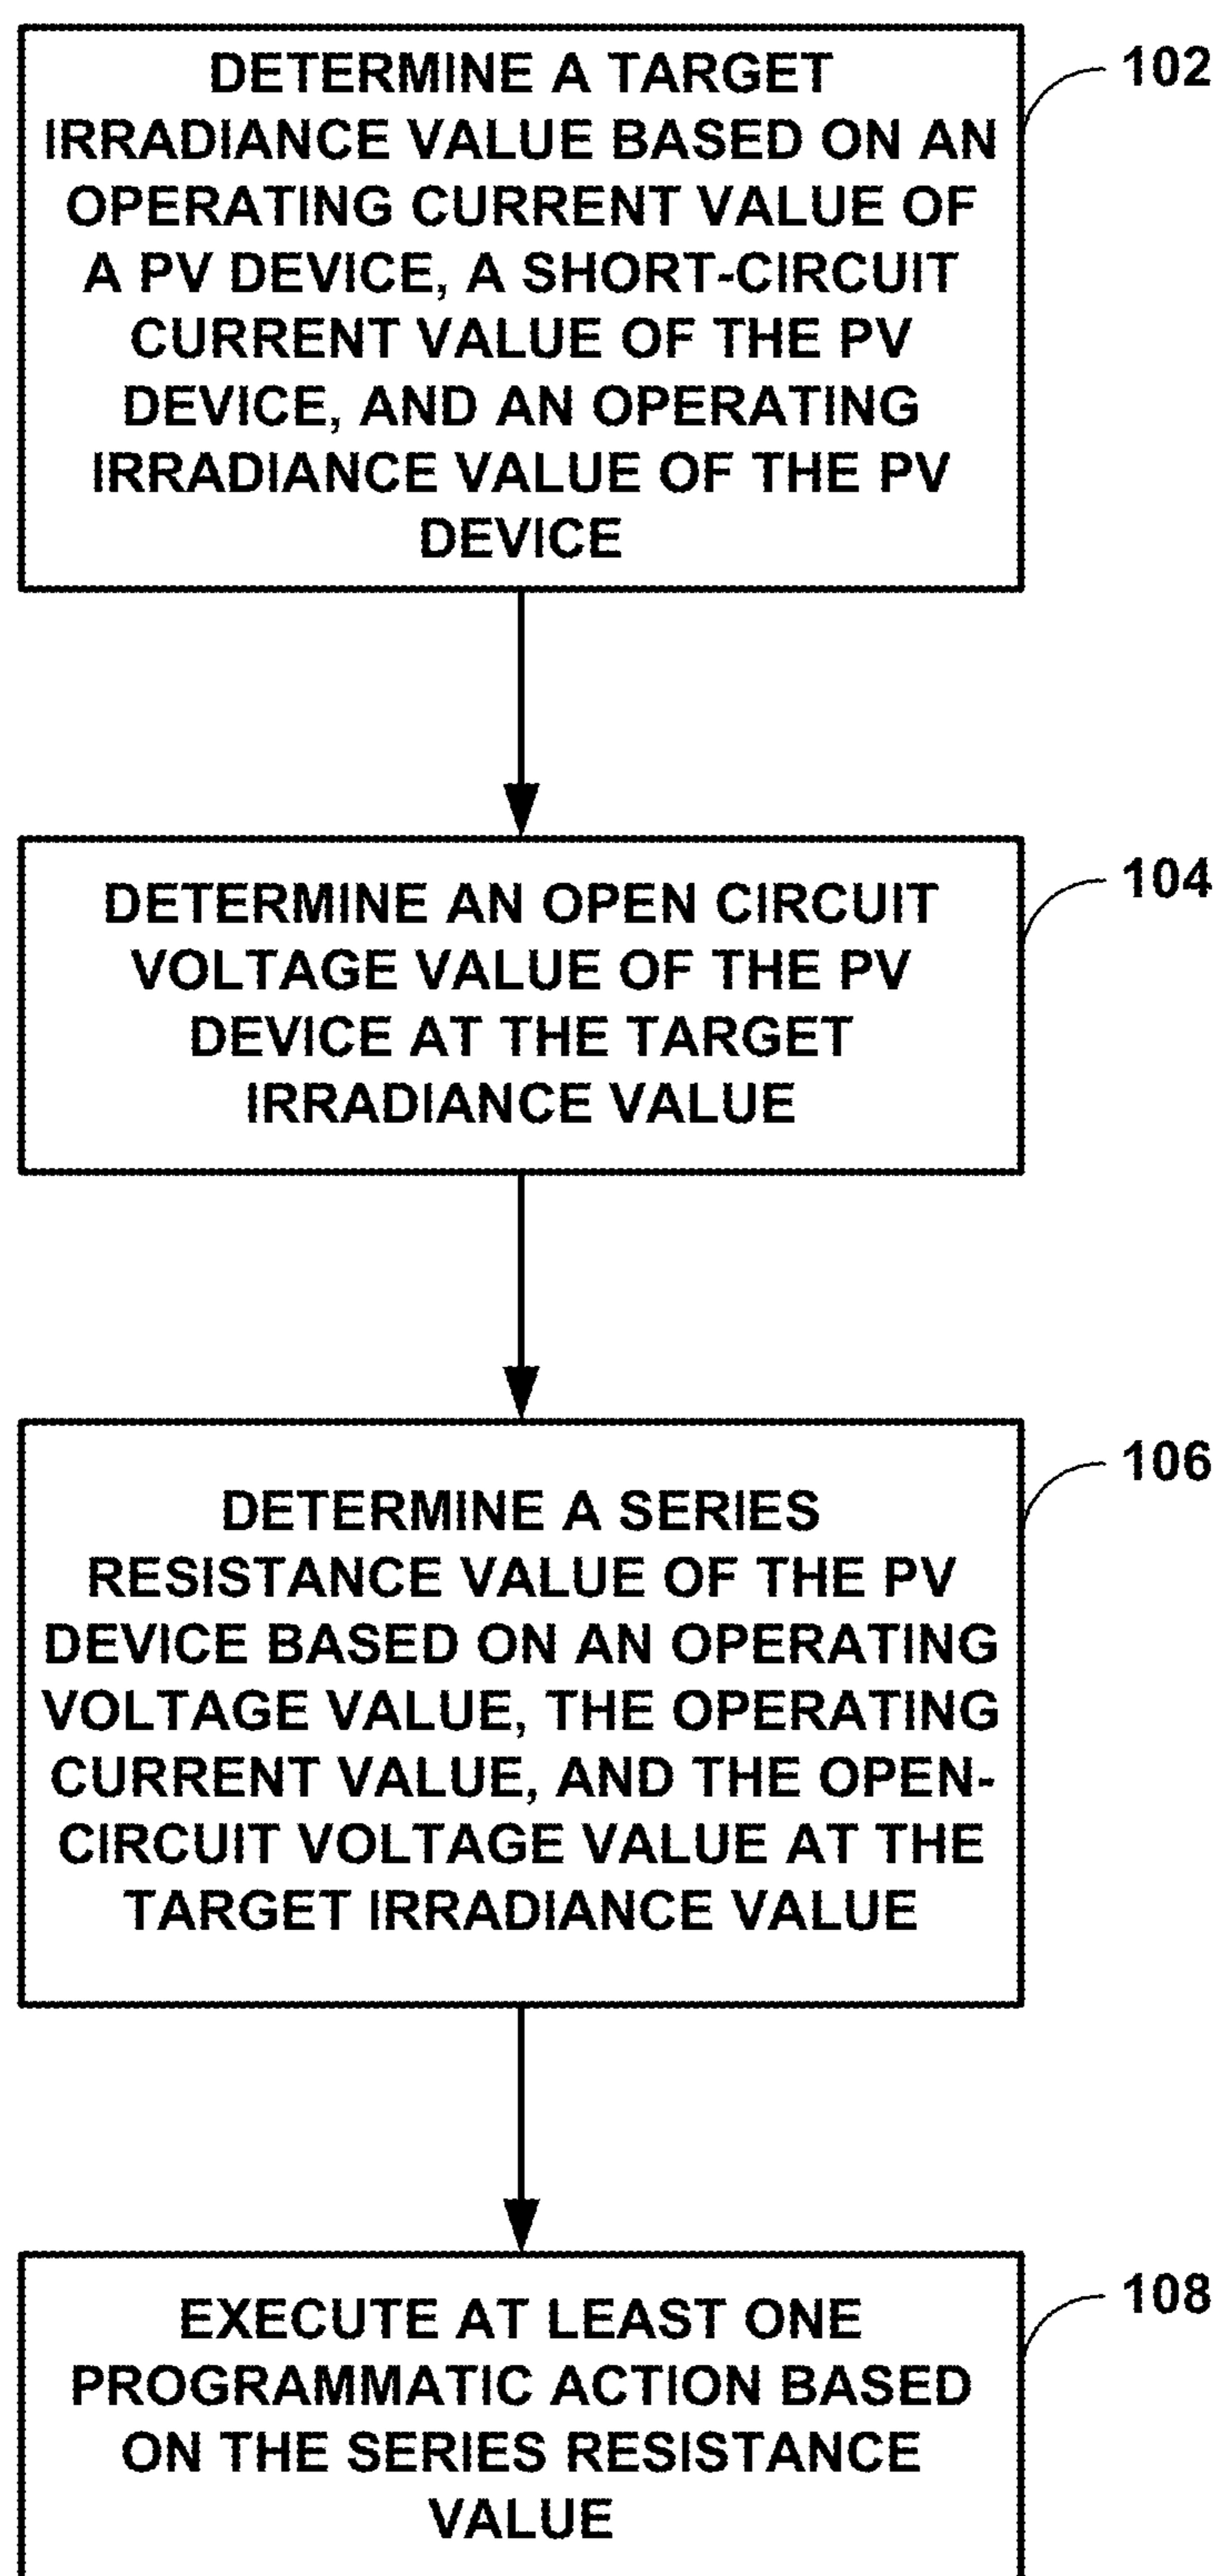 DETERMINE A TARGET
IRRADIANCE VALUE BASED ON AN
OPERATING CURRENT VALUE OF
A PV DEVICE, A SHORT-CIRCUIT
CURRENT VALUE OF THE PV
DEVICE, AND AN OPERATING
IRRADIANCE VALUE OF THE PV
DEVICE
102
DETERMINE AN OPEN CIRCUIT
VOLTAGE VALUE OF THE PV
DEVICE AT THE TARGET
IRRADIANCE VALUE
104
DETERMINE A SERIES
RESISTANCE VALUE OF THE PV
DEVICE BASED ON AN OPERATING
VOLTAGE VALUE, THE OPERATING
CURRENT VALUE, AND THE OPEN-
CIRCUIT VOLTAGE VALUE AT THE
TARGET IRRADIANCE VALUE
106
EXECUTE AT LEAST ONE
PROGRAMMATIC ACTION BASED
ON THE SERIES RESISTANCE
VALUE
108